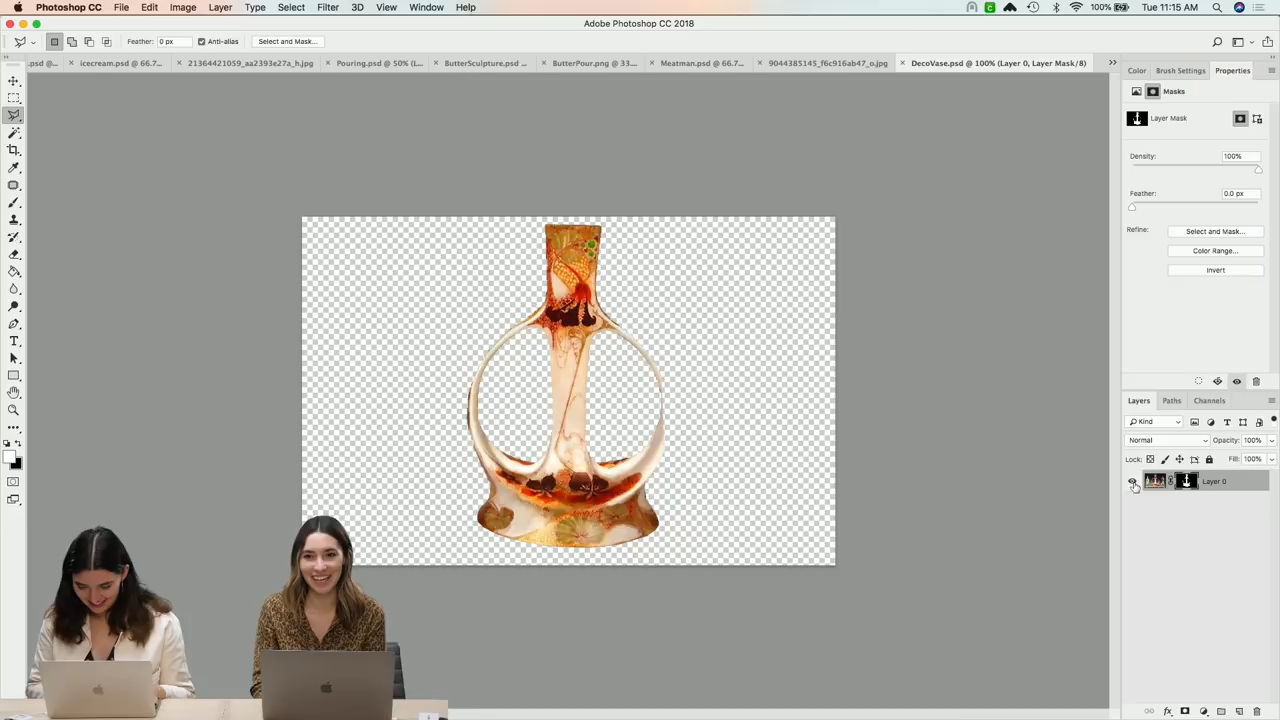 Photoshop CC File Edit Image Layer Type Select Filter 3D View Window Help 100% Tue 11:15 AM
Adobe Photoshop CC 2018
Feather: 0 px Anti-alias Select and Mask...
.psd @... icecream.psd @ 66.7... 21364421059_aa2393e27a_h.jpg Pouring.psd @ 50% (L... ButterSculpture.psd ... ButterPour.png @ 33.... Meatman.psd @ 66.7... 9044385145_f6c916ab47_o.jpg DecoVase.psd @ 100% (Layer 0, Layer Mask/8)
Color Brush Settings Properties
Masks
Layer Mask
Density: 100%
Feather: 0.0 px
Refine: Select and Mask...
Color Range...
Invert
Layers Paths Channels
Kind
Normal Opacity: 100%
Lock: Fill: 100%
Layer 0